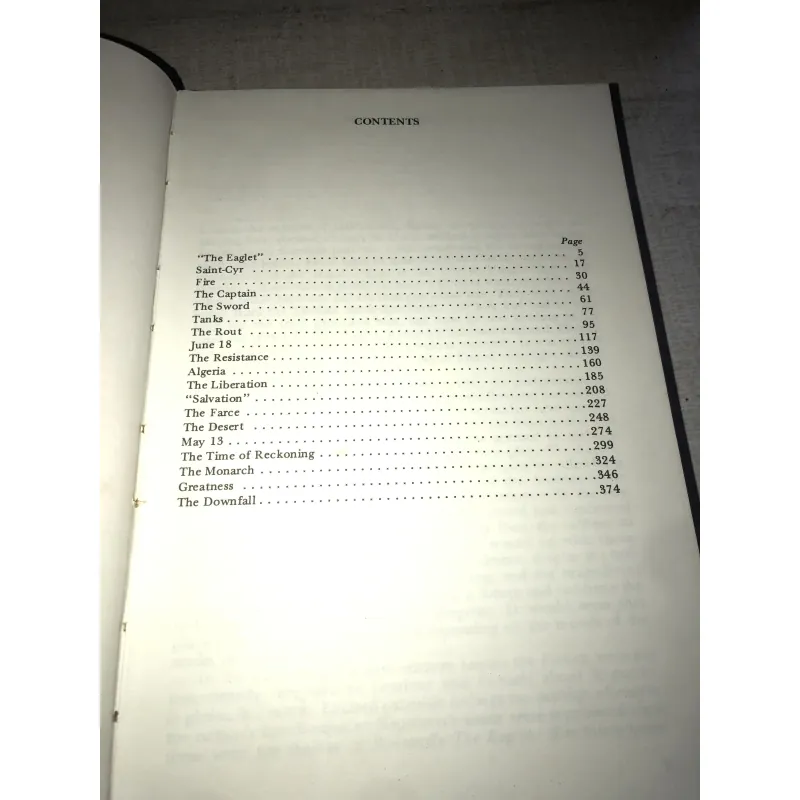 CONTENTS
Page
“The Eaglet” . . . . . . . . . . . . . . . . . . . . . . . . . . . . . . . . . . . . . . . . 5
Saint-Cyr . . . . . . . . . . . . . . . . . . . . . . . . . . . . . . . . . . . . . . . . 17
Fire . . . . . . . . . . . . . . . . . . . . . . . . . . . . . . . . . . . . . . . . 30
The Captain . . . . . . . . . . . . . . . . . . . . . . . . . . . . . . . . . . . . . . . . 44
The Sword . . . . . . . . . . . . . . . . . . . . . . . . . . . . . . . . . . . . . . . . 61
Tanks . . . . . . . . . . . . . . . . . . . . . . . . . . . . . . . . . . . . . . . . 77
The Rout . . . . . . . . . . . . . . . . . . . . . . . . . . . . . . . . . . . . . . . . 95
June 18 . . . . . . . . . . . . . . . . . . . . . . . . . . . . . . . . . . . . . . . . 117
The Resistance . . . . . . . . . . . . . . . . . . . . . . . . . . . . . . . . . . . . . . . . 139
Algeria . . . . . . . . . . . . . . . . . . . . . . . . . . . . . . . . . . . . . . . . 160
The Liberation . . . . . . . . . . . . . . . . . . . . . . . . . . . . . . . . . . . . . . . . 185
“Salvation” . . . . . . . . . . . . . . . . . . . . . . . . . . . . . . . . . . . . . . . . 208
The Farce . . . . . . . . . . . . . . . . . . . . . . . . . . . . . . . . . . . . . . . . 227
The Desert . . . . . . . . . . . . . . . . . . . . . . . . . . . . . . . . . . . . . . . . 248
May 13 . . . . . . . . . . . . . . . . . . . . . . . . . . . . . . . . . . . . . . . . 274
The Time of Reckoning . . . . . . . . . . . . . . . . . . . . . . . . . . . . . . . . 299
The Monarch . . . . . . . . . . . . . . . . . . . . . . . . . . . . . . . . . . . . . . . . 324
Greatness . . . . . . . . . . . . . . . . . . . . . . . . . . . . . . . . . . . . . . . . 346
The Downfall . . . . . . . . . . . . . . . . . . . . . . . . . . . . . . . . . . . . . . . . 374